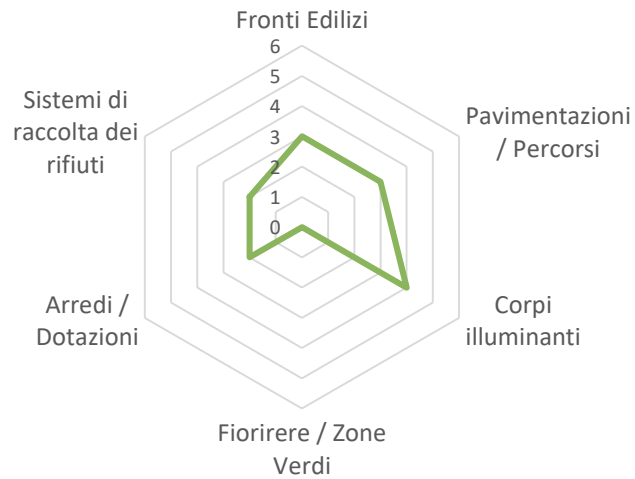 Fronti Edilizi
6
5
4
3
2
1
0
Pavimentazioni
/ Percorsi
Corpi
illuminanti
Fiorirere / Zone
Verdi
Arredi /
Dotazioni
Sistemi di
raccolta dei
rifiuti